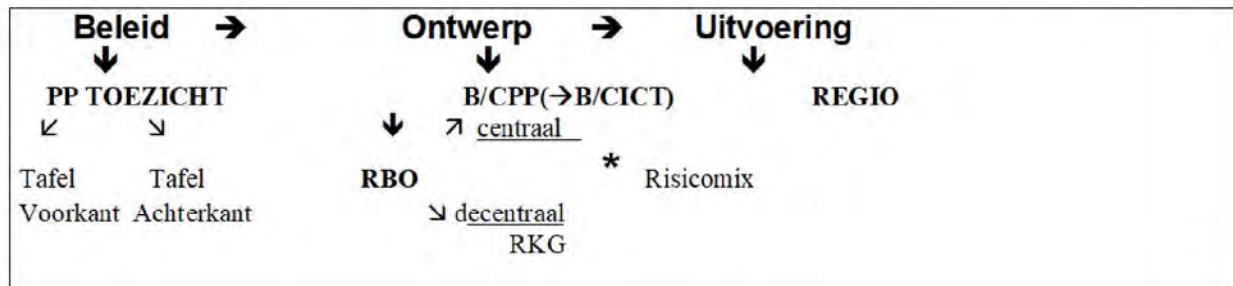 Beleid ➔ Ontwerp ➔ Uitvoering
🡻 🡻 🡻
PP TOEZICHT B/CPP(→B/CICT) REGIO
↙ ↘ 🡻 ↗ centraal
* 
Tafel Tafel RBO Risicomix
Voorkant Achterkant ↘ decentraal
RKG